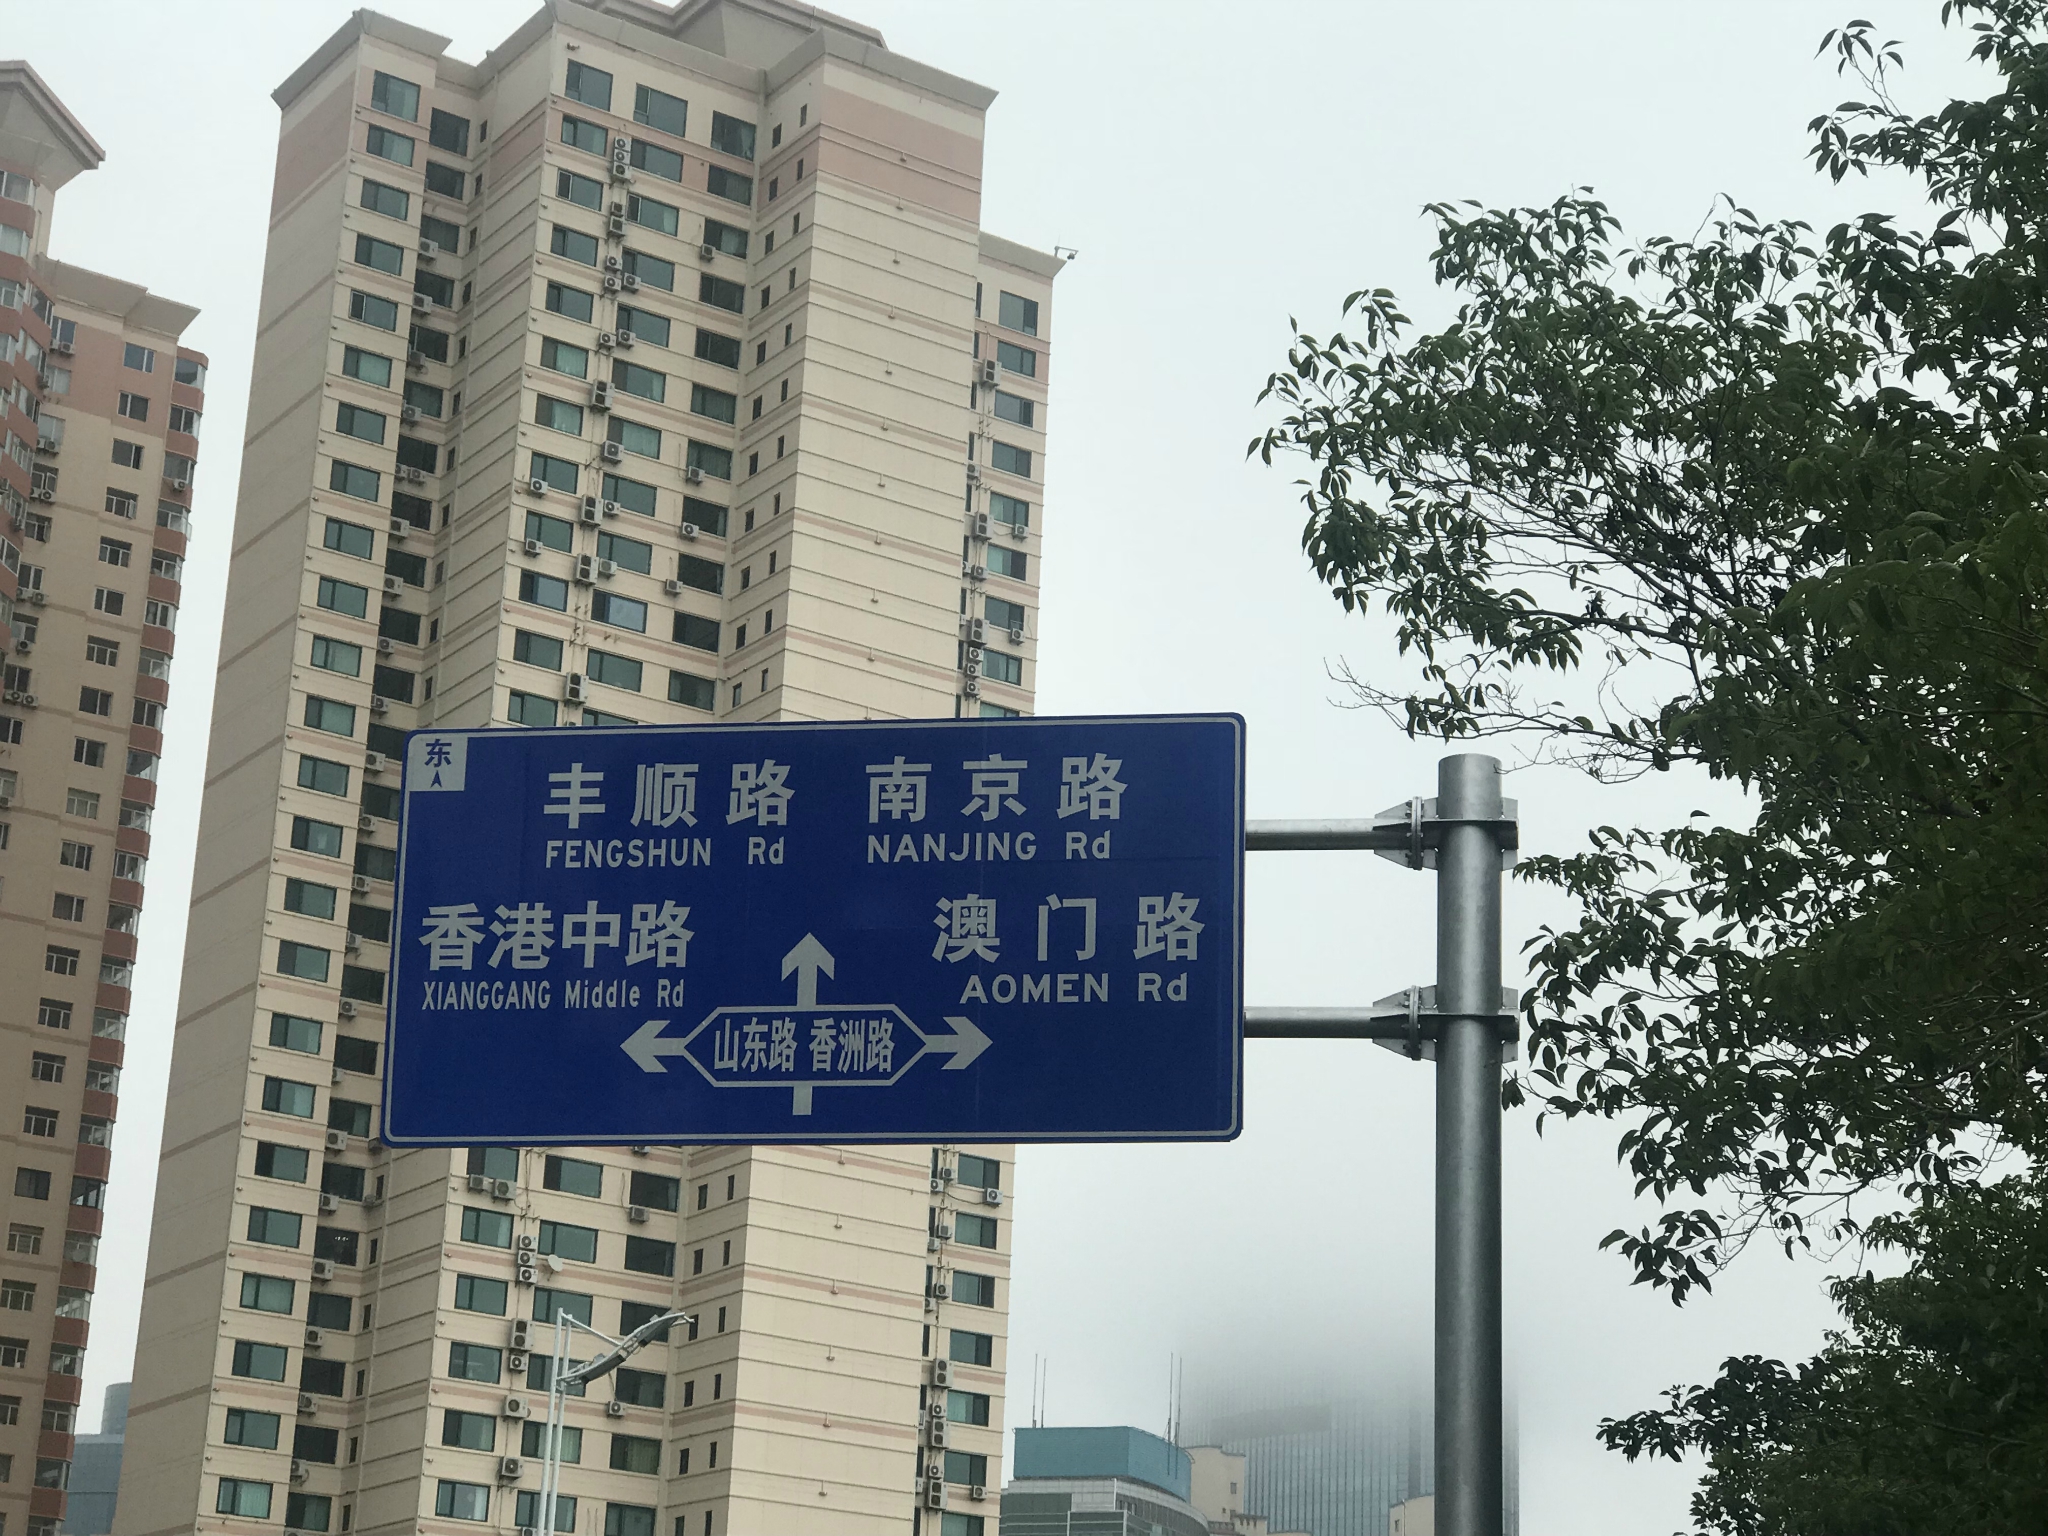 东
丰顺路 南京路
FENGSHUN Rd NANJING Rd
香港中路 澳门路
XIANGGANG Middle Rd AOMEN Rd
山东路 香洲路